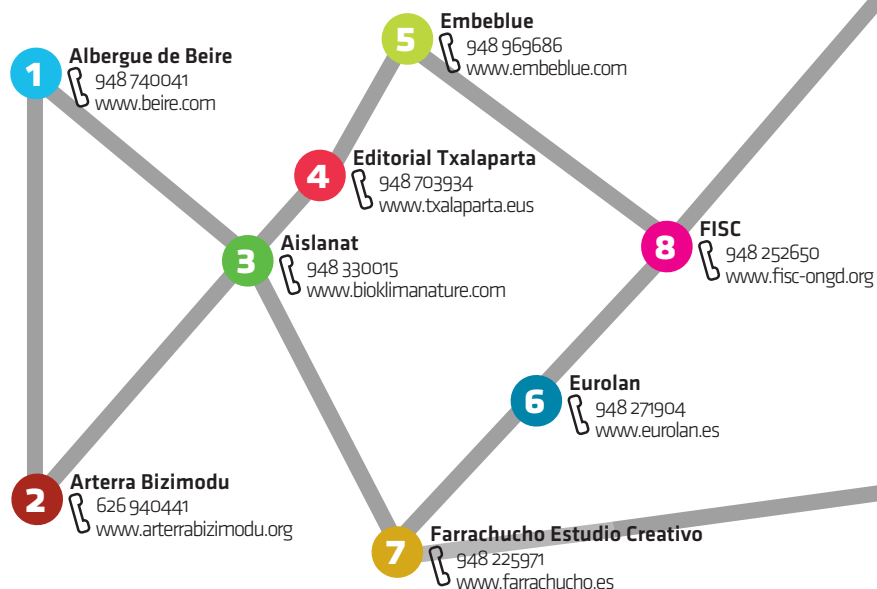 1
Albergue de Beire
948 740041
www.beire.com
5
Embeblue
948 969686
www.embeblue.com
4
Editorial Txalaparta
948 703934
www.txalaparta.eus
3
Aislanat
948 330015
www.bioklimanature.com
8
FISC
948 252650
www.fisc-ongd.org
6
Eurolan
948 271904
www.eurolan.es
2
Arterra Bizimodu
626 940441
www.arterrabizimodu.org
7
Farrachucho Estudio Creativo
948 225971
www.farrachucho.es